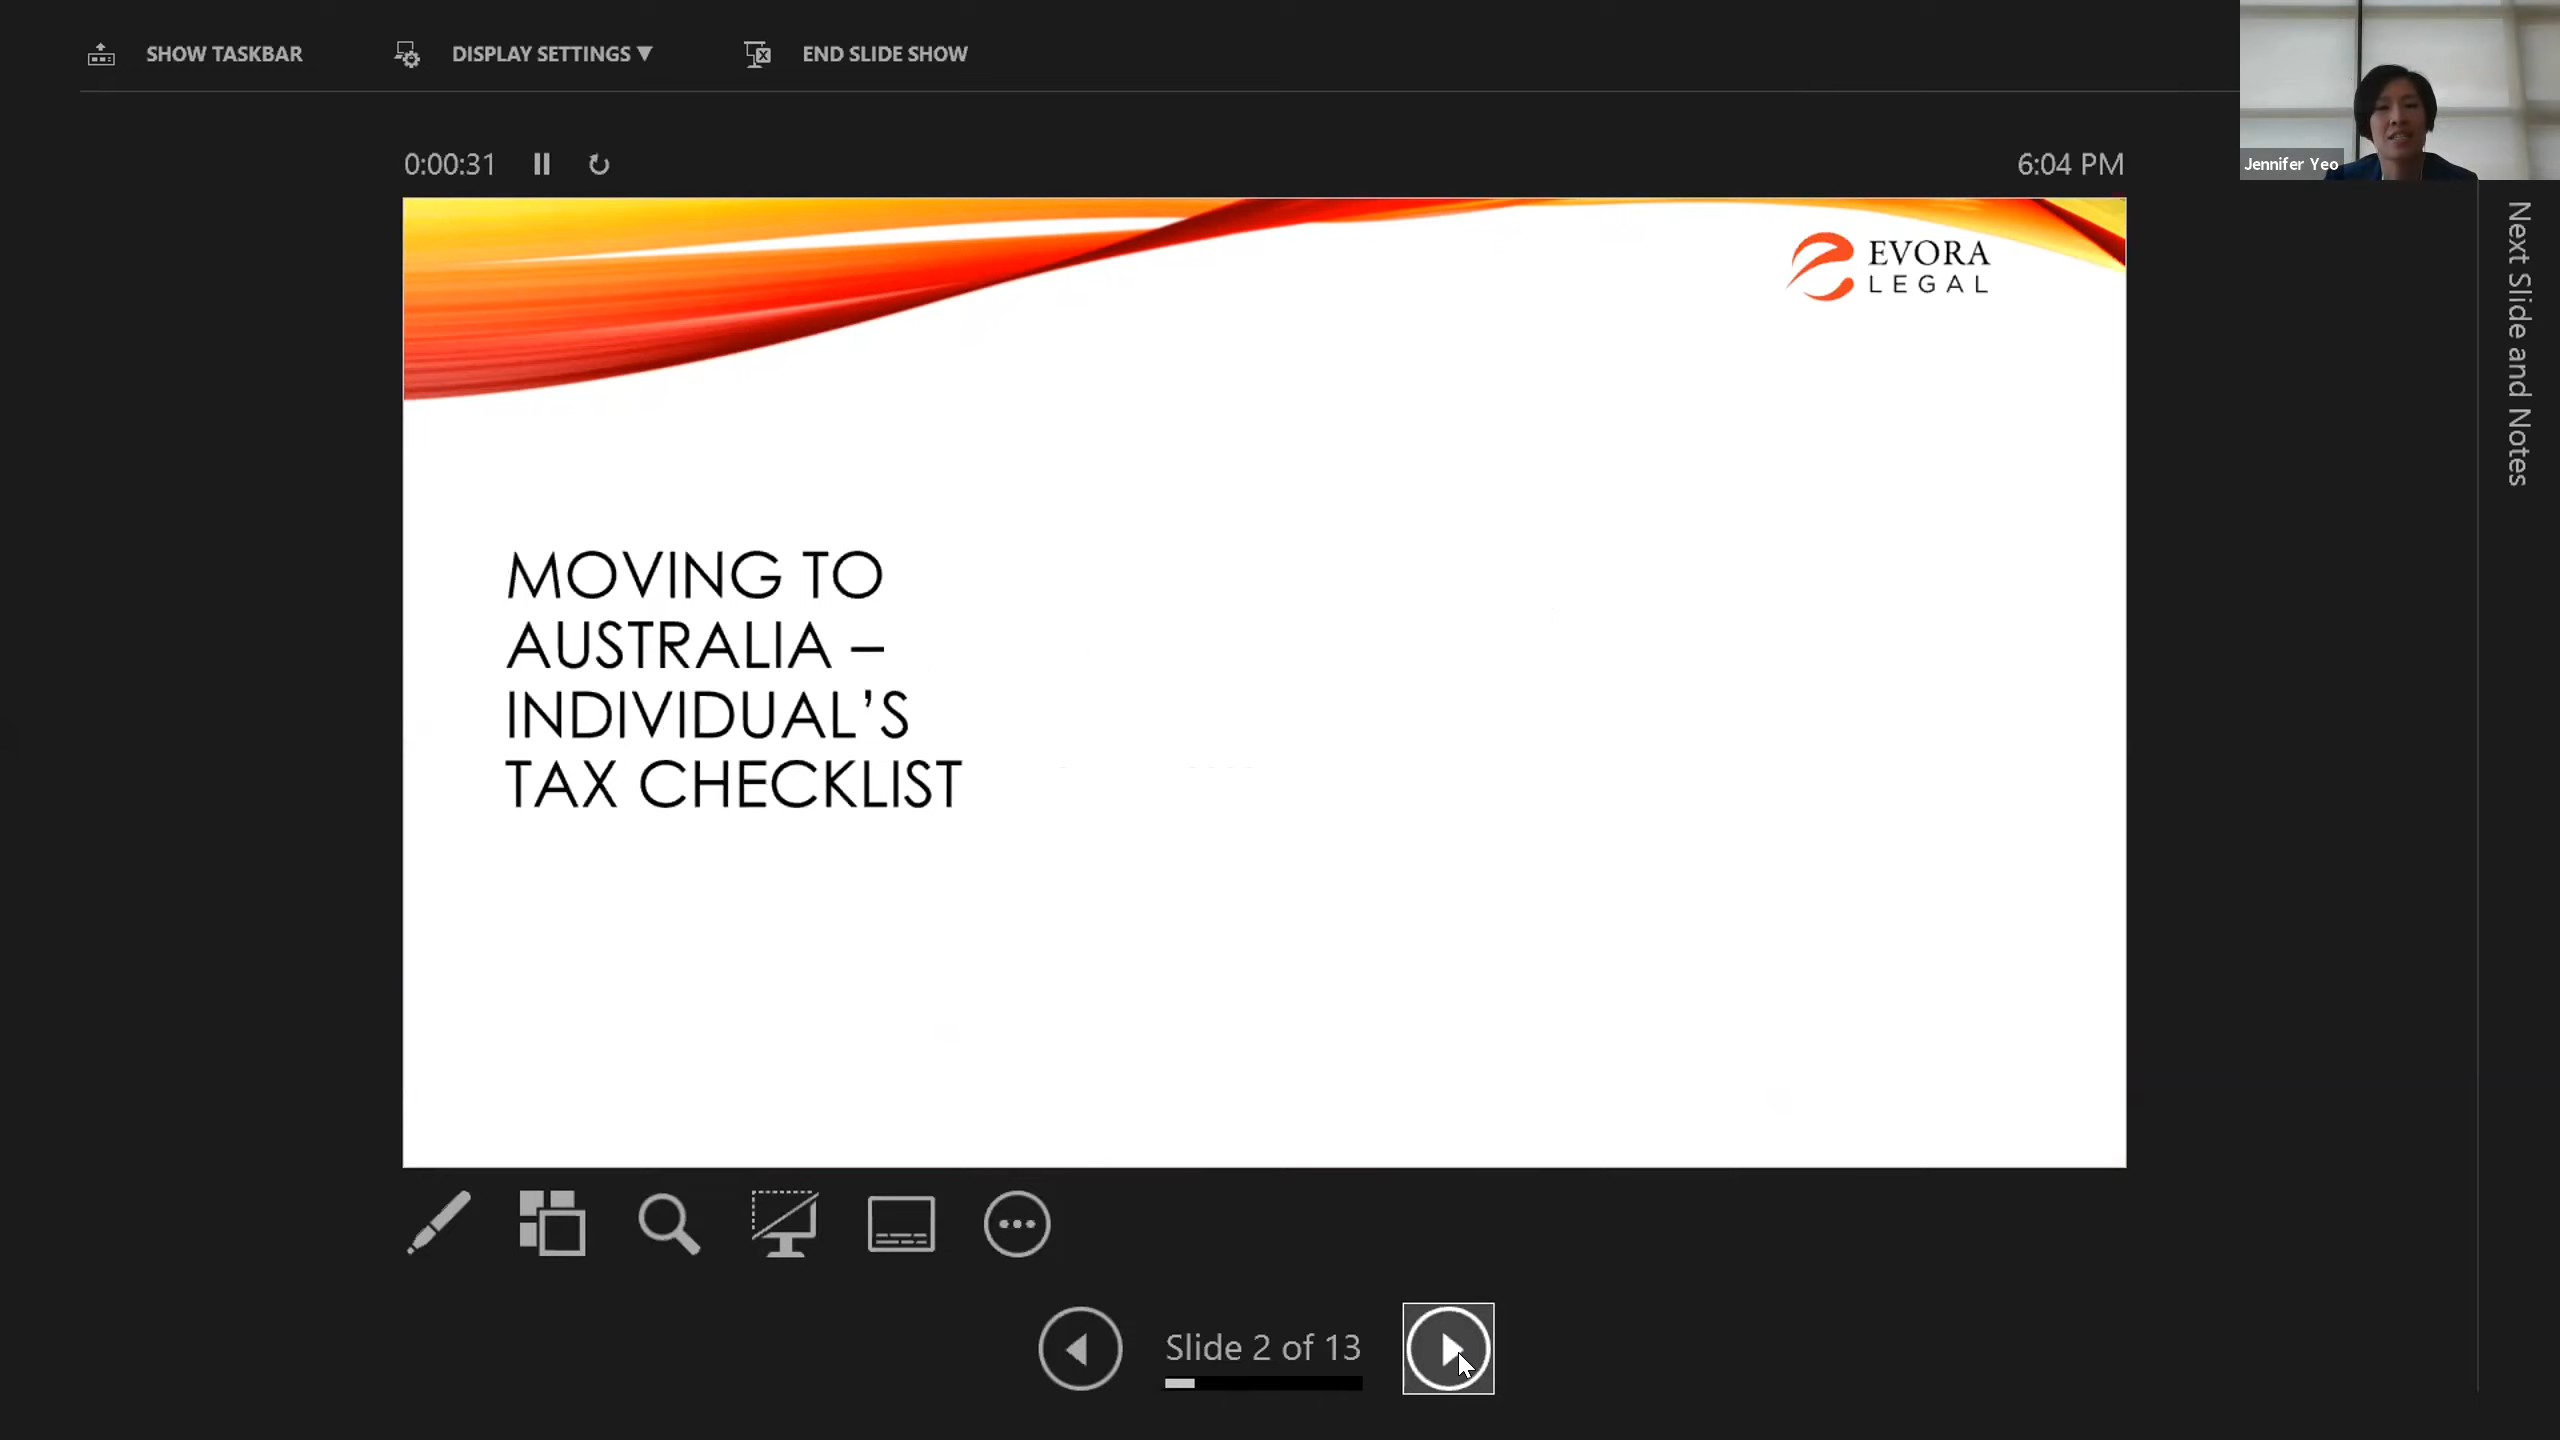 SHOW TASKBAR
DISPLAY SETTINGS ▼
END SLIDE SHOW
Jennifer Yeo
0:00:31
6:04 PM
EVORA
LEGAL
MOVING TO
AUSTRALIA –
INDIVIDUAL’S
TAX CHECKLIST
Next Slide and Notes
Slide 2 of 13